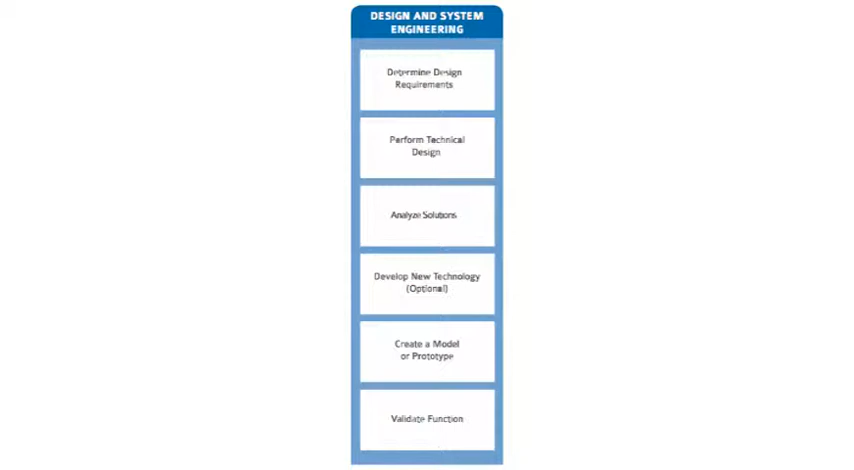 DESIGN AND SYSTEM
ENGINEERING
Determine Design
Requirements
Perform Technical
Design
Analyze Solutions
Develop New Technology
(Optional)
Create a Model
or Prototype
Validate Function